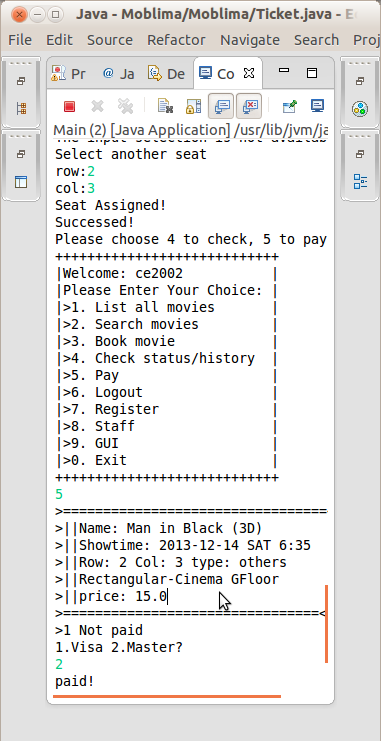 Java - Moblima/Moblima/Ticket.java - E
File Edit Source Refactor Navigate Search Proj
Pr @ Ja De Co
Main (2) [Java Application] /usr/lib/jvm/ja
The input selection is not availab
Select another seat
row:2
col:3
Seat Assigned!
Successed!
Please choose 4 to check, 5 to pay
++++++++++++++++++++++++++++
|Welcome: ce2002 |
|Please Enter Your Choice: |
|>1. List all movies |
|>2. Search movies |
|>3. Book movie |
|>4. Check status/history |
|>5. Pay |
|>6. Logout |
|>7. Register |
|>8. Staff |
|>9. GUI |
|>0. Exit |
++++++++++++++++++++++++++++
5
>=================================
>||Name: Man in Black (3D)
>||Showtime: 2013-12-14 SAT 6:35
>||Row: 2 Col: 3 type: others
>||Rectangular-Cinema GFloor
>||price: 15.0
>================================<
>1 Not paid
1.Visa 2.Master?
2
paid!